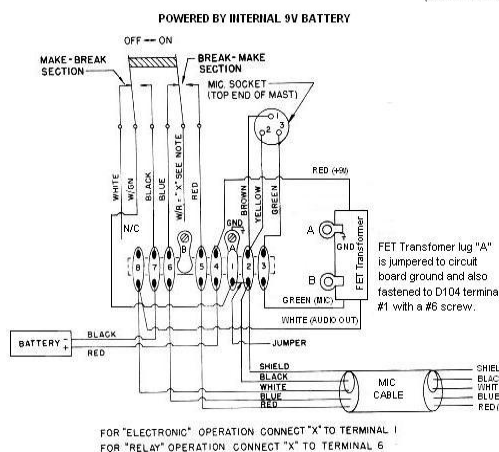 POWERED BY INTERNAL 9V BATTERY
OFF ON
MAKE-BREAK
SECTION
BREAK-MAKE
SECTION
MIC. SOCKET
(TOP END OF MAST)
1
2
3
WHITE
W/GN
BLACK
BLUE
W/R = "X" SEE NOTE
RED
BROWN
YELLOW
GREEN
RED (+9V)
N/C
B
GND
A
8
7
6
5
4
1
2
3
A
GND
B
FET Transformer
FET Transfomer lug "A"
is jumpered to circuit
board ground and also
fastened to D104 termina
#1 with a #6 screw.
GREEN (MIC)
WHITE (AUDIO OUT)
BATTERY - +
BLACK
RED
JUMPER
SHIELD
BLACK
WHITE
BLUE
RED
MIC
CABLE
SHIEL
BLAC
WHIT
BLUE
RED(
FOR "ELECTRONIC" OPERATION CONNECT "X" TO TERMINAL 1
FOR "RELAY" OPERATION CONNECT "X" TO TERMINAL 6